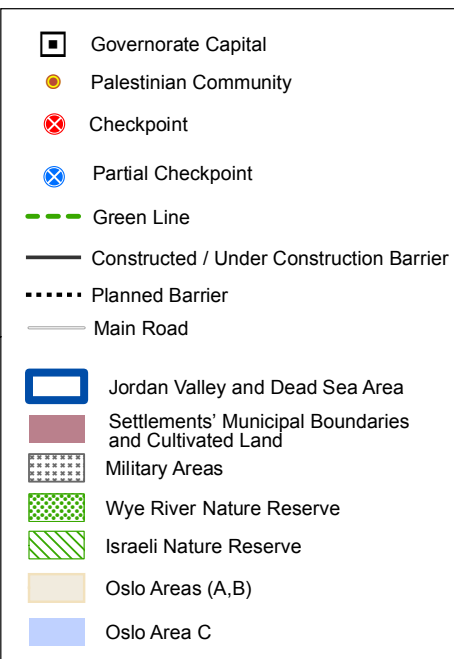 Governorate Capital
Palestinian Community
Checkpoint
Partial Checkpoint
Green Line
Constructed / Under Construction Barrier
Planned Barrier
Main Road
Jordan Valley and Dead Sea Area
Settlements’ Municipal Boundaries
and Cultivated Land
Military Areas
Wye River Nature Reserve
Israeli Nature Reserve
Oslo Areas (A,B)
Oslo Area C